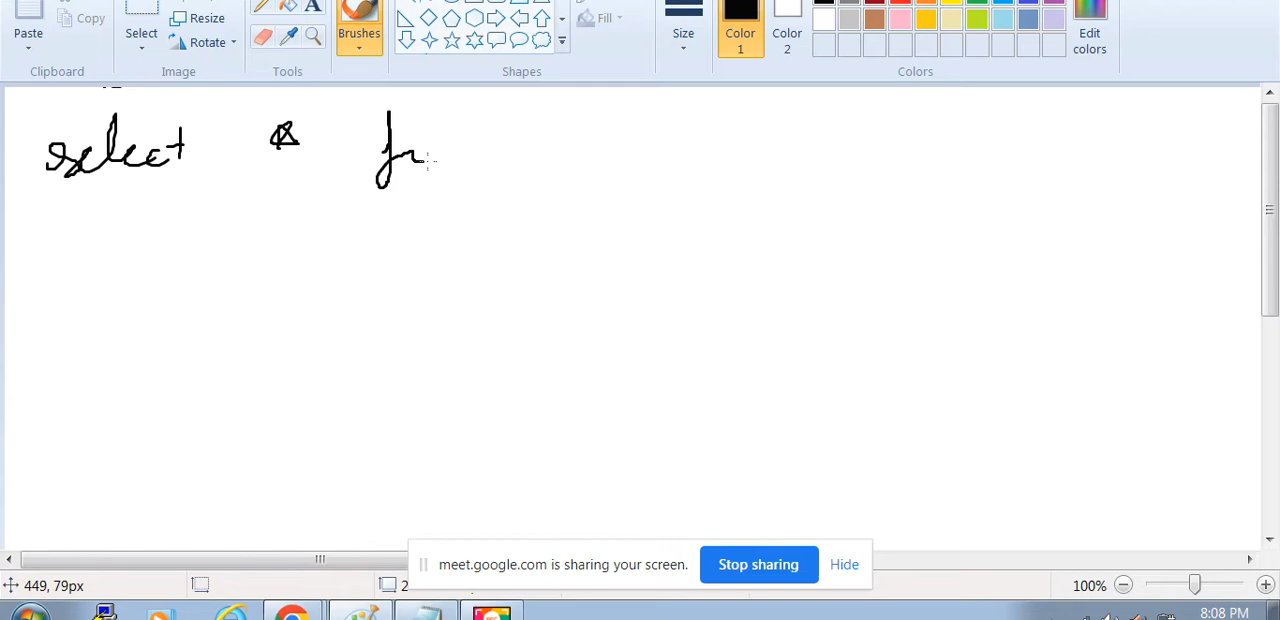 Paste
Copy
Select
Resize
Rotate
Brushes
Fill
Size
Color 1
Color 2
Edit colors
Clipboard
Image
Tools
Shapes
Colors
select * fr
meet.google.com is sharing your screen.
Stop sharing
Hide
449, 79px
2
100%
8:08 PM